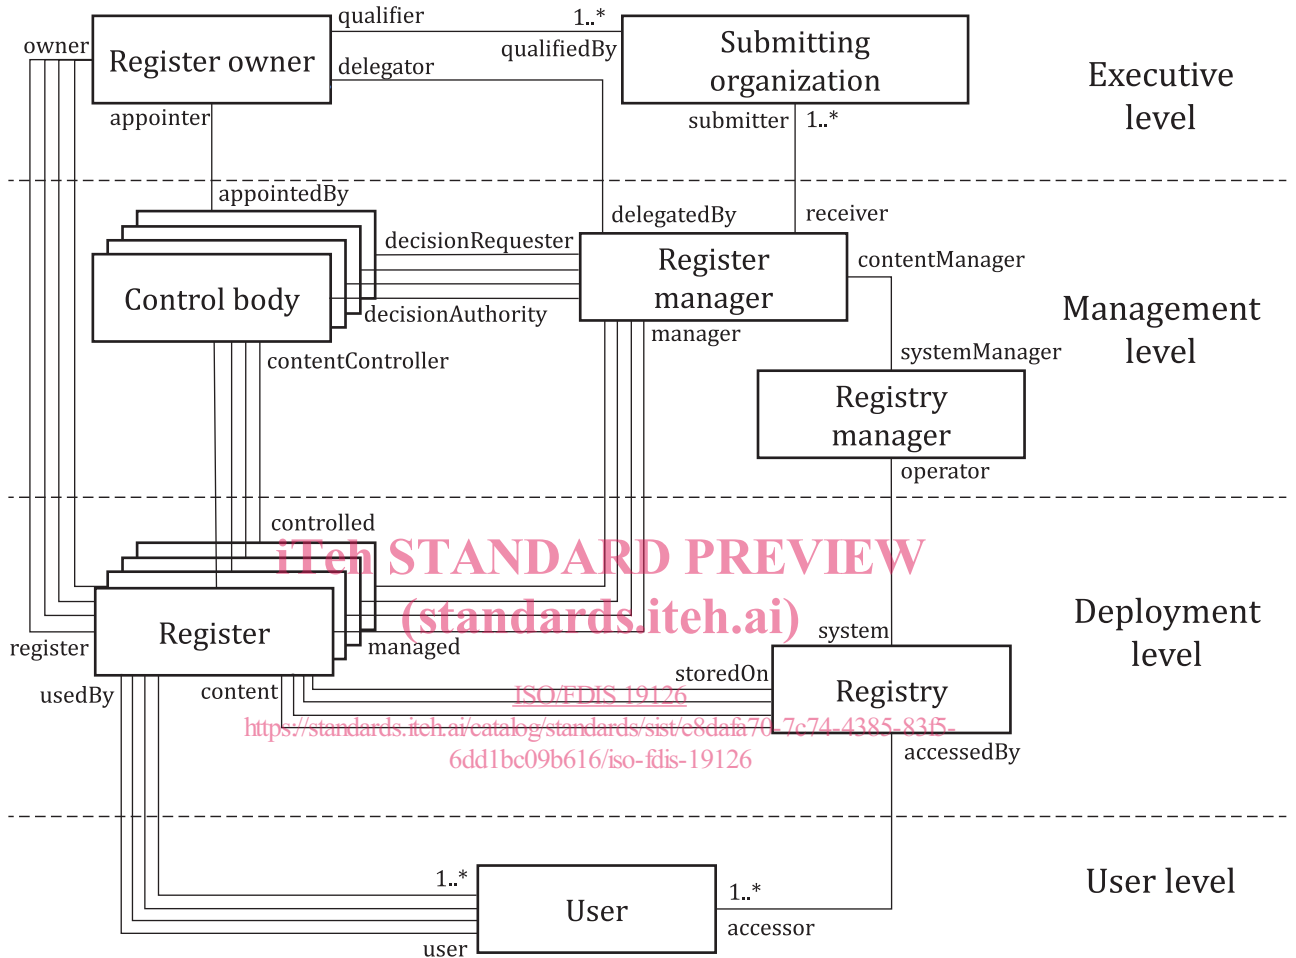 qualifier
1..*
owner
Register owner
qualifiedBy
Submitting
organization
delegator
Executive
level
appointer
submitter
1..*
appointedBy
delegatedBy
receiver
decisionRequester
Register
manager
contentManager
Control body
decisionAuthority
manager
Management
level
contentController
systemManager
Registry
manager
operator
controlled
iTeh STANDARD PREVIEW
(standards.iteh.ai)
Register
register
managed
system
Deployment
level
usedBy
content
storedOn
Registry
ISO/FDIS 19126
https://standards.iteh.ai/catalog/standards/sist/e8dafa70-7c74-4385-83f5-
6dd1bc09b616/iso-fdis-19126
accessedBy
1..*
User
1..*
User level
user
accessor